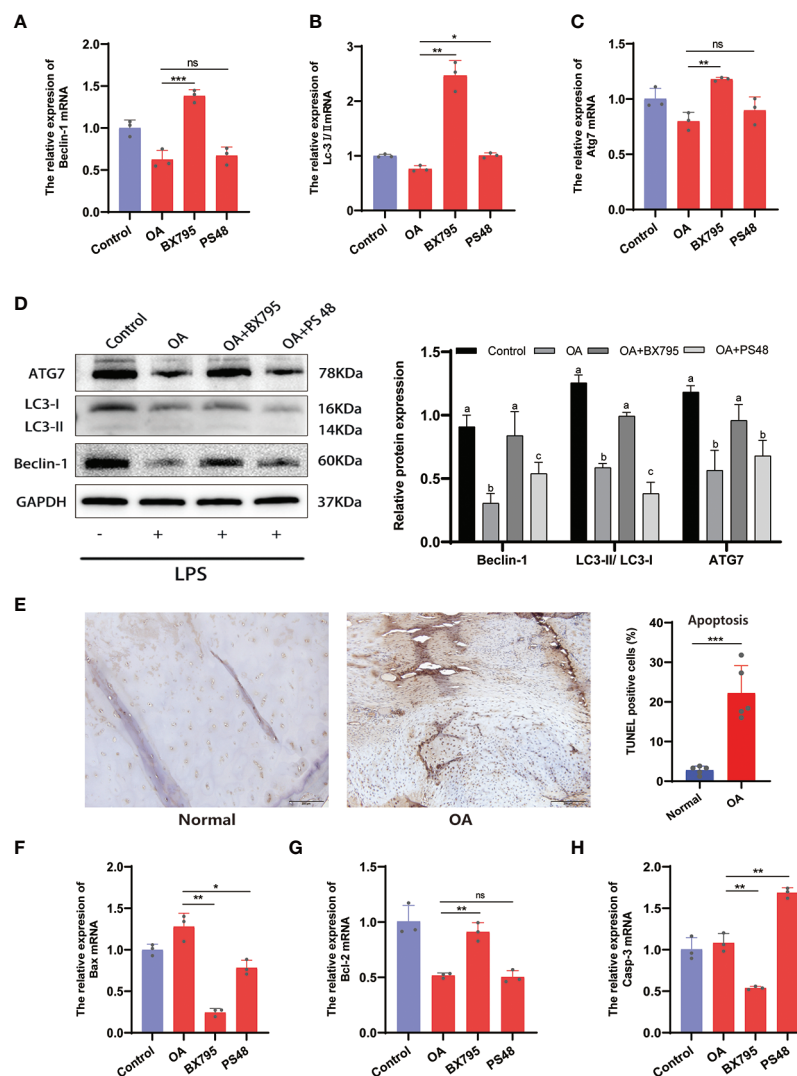 A
The relative expression of
Beclin-1 mRNA
2.0
1.5
1.0
0.5
0.0
ns
***
Control
OA
BX795
PS48
B
The relative expression of
Lc-3 I/II mRNA
3
2
1
0
*
**
Control
OA
BX795
PS48
C
The relative expression of
Atg7 mRNA
1.5
1.0
0.5
0.0
ns
**
Control
OA
BX795
PS48
D
Control
OA
OA+BX795
OA+PS 48
ATG7
78KDa
LC3-I
16KDa
LC3-II
14KDa
Beclin-1
60KDa
GAPDH
37KDa
- + + +
LPS
Relative protein expression
1.5
1.0
0.5
0.0
Control OA OA+BX795 OA+PS48
a b a c
a b a c
a b a b
Beclin-1 LC3-II/ LC3-I ATG7
E
Normal
OA
Apoptosis
TUNEL positive cells (%)
40
30
20
10
0
***
Normal
OA
F
The relative expression of
Bax mRNA
2.0
1.5
1.0
0.5
0.0
*
**
Control
OA
BX795
PS48
G
The relative expression of
Bcl-2 mRNA
1.5
1.0
0.5
0.0
ns
**
Control
OA
BX795
PS48
H
The relative expression of
Casp-3 mRNA
2.0
1.5
1.0
0.5
0.0
**
**
Control
OA
BX795
PS48